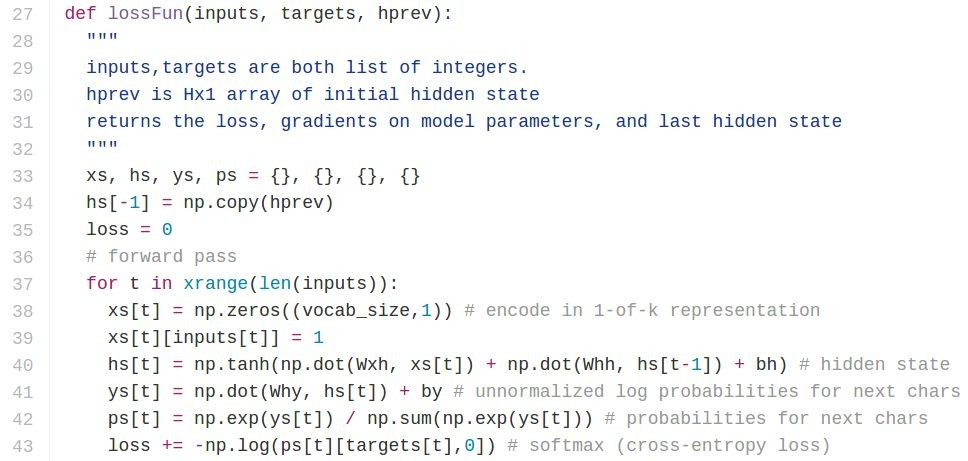 27 def lossFun(inputs, targets, hprev):
28   """
29   inputs,targets are both list of integers.
30   hprev is Hx1 array of initial hidden state
31   returns the loss, gradients on model parameters, and last hidden state
32   """
33   xs, hs, ys, ps = {}, {}, {}, {}
34   hs[-1] = np.copy(hprev)
35   loss = 0
36   # forward pass
37   for t in xrange(len(inputs)):
38     xs[t] = np.zeros((vocab_size,1)) # encode in 1-of-k representation
39     xs[t][inputs[t]] = 1
40     hs[t] = np.tanh(np.dot(Wxh, xs[t]) + np.dot(Whh, hs[t-1]) + bh) # hidden state
41     ys[t] = np.dot(Why, hs[t]) + by # unnormalized log probabilities for next chars
42     ps[t] = np.exp(ys[t]) / np.sum(np.exp(ys[t])) # probabilities for next chars
43     loss += -np.log(ps[t][targets[t],0]) # softmax (cross-entropy loss)